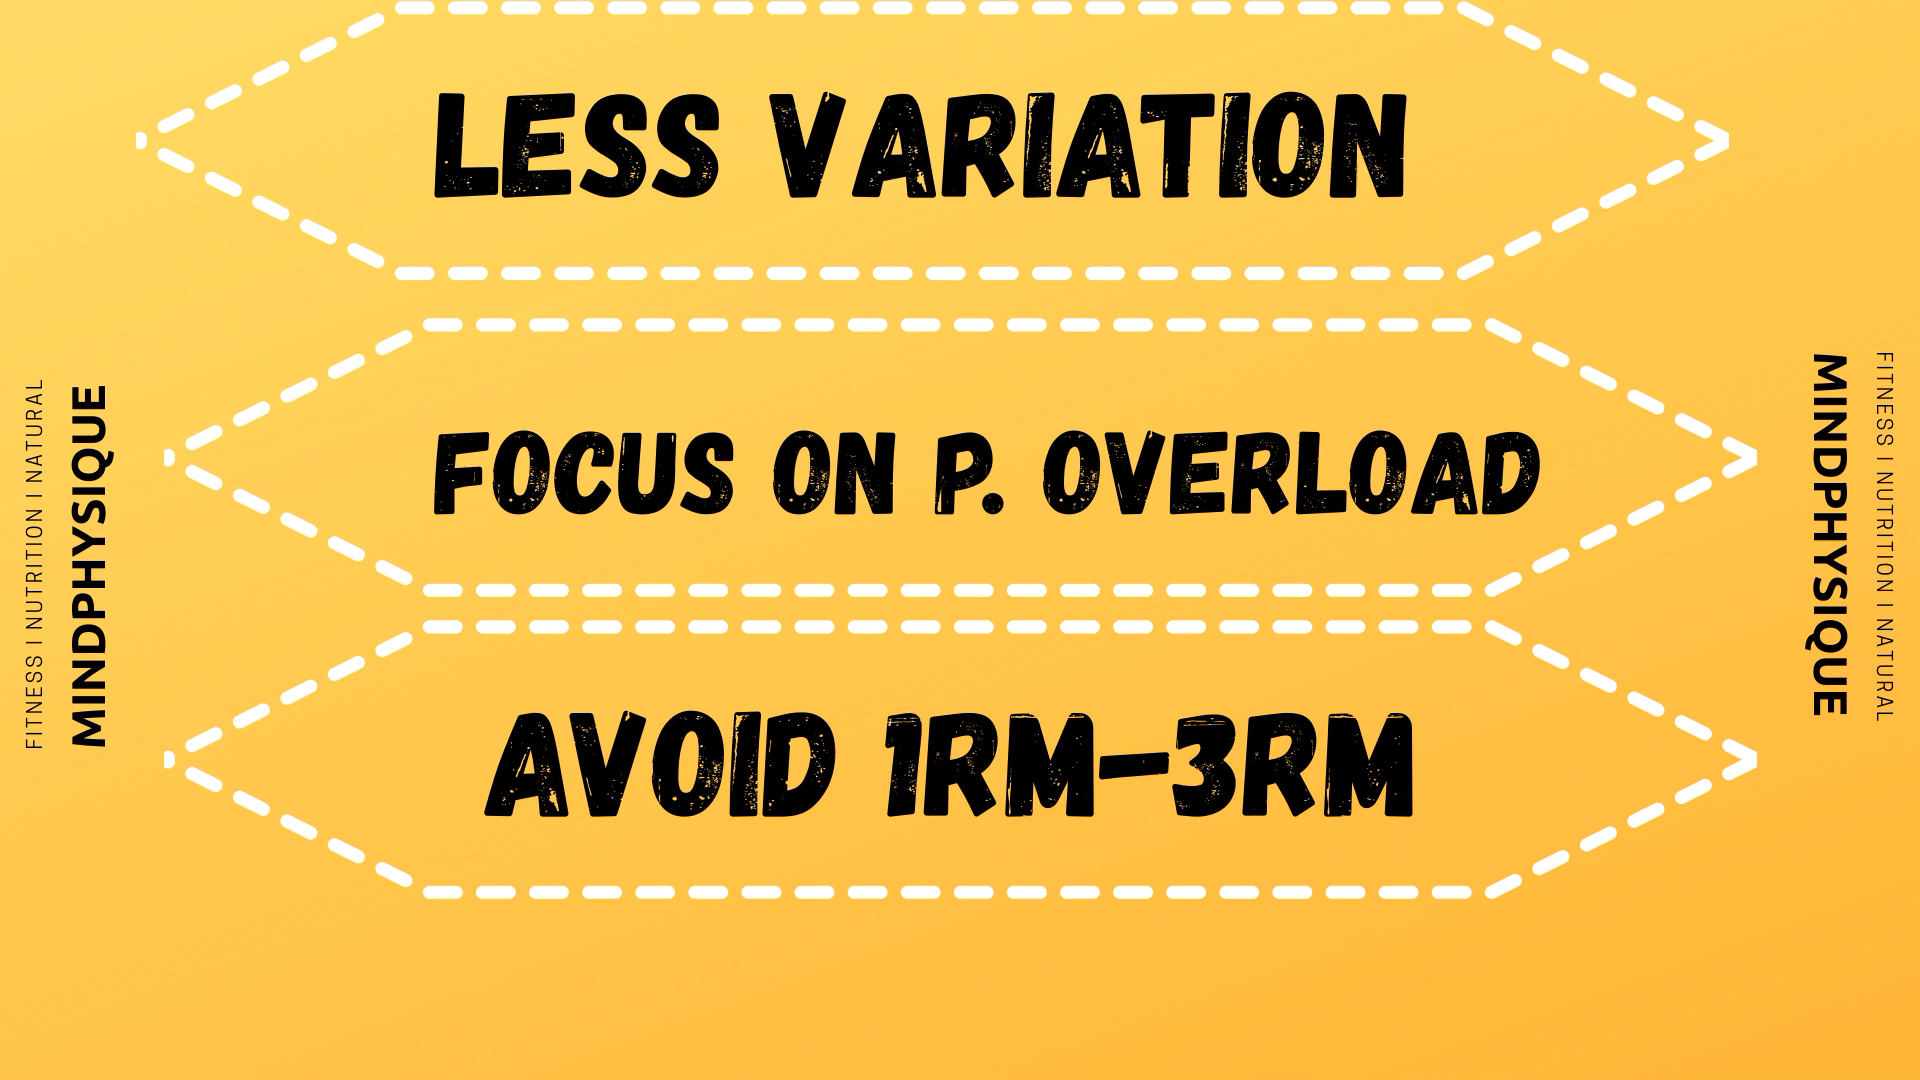 LESS VARIATION
FOCUS ON P. OVERLOAD
AVOID 1RM-3RM
FITNESS I NUTRITION I NATURAL
MINDPHYSIQUE
MINDPHYSIQUE
FITNESS I NUTRITION I NATURAL